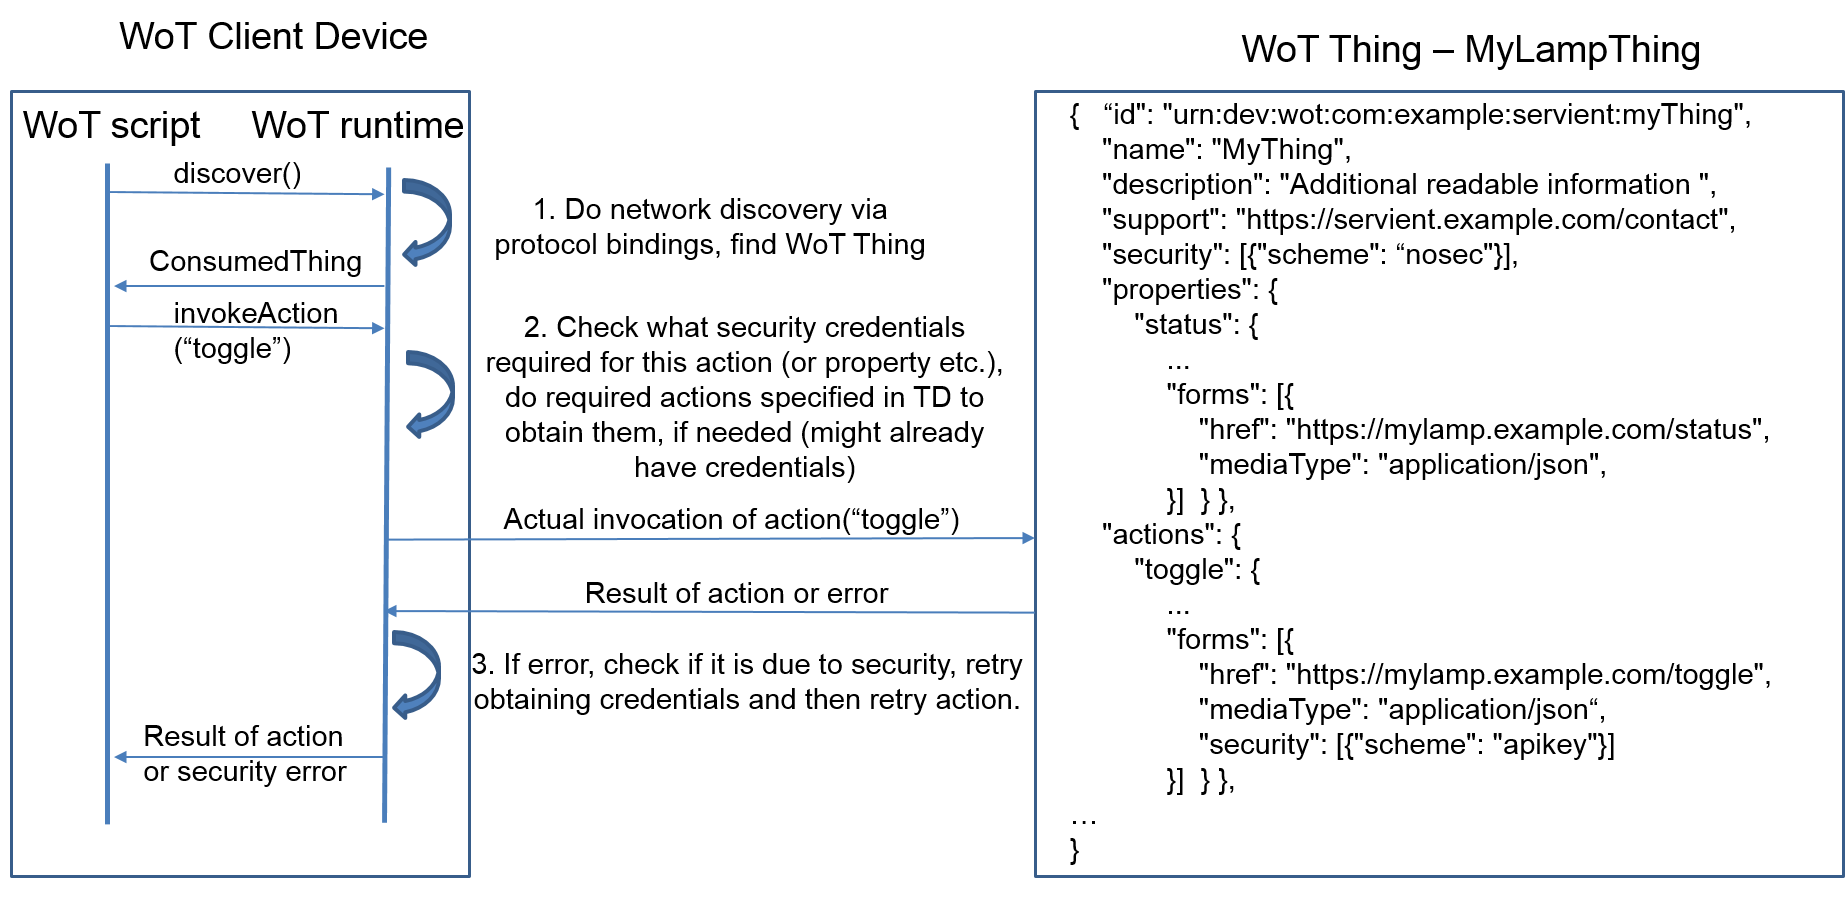 WoT Client Device
WoT script
WoT runtime
discover()
1. Do network discovery via
protocol bindings, find WoT Thing
ConsumedThing
invokeAction
(“toggle”)
2. Check what security credentials
required for this action (or property etc.),
do required actions specified in TD to
obtain them, if needed (might already
have credentials)
Actual invocation of action(“toggle”)
Result of action or error
3. If error, check if it is due to security, retry
obtaining credentials and then retry action.
Result of action
or security error
WoT Thing – MyLampThing
{ “id": "urn:dev:wot:com:example:servient:myThing",
"name": "MyThing",
"description": "Additional readable information ",
"support": "https://servient.example.com/contact",
"security": [{"scheme": “nosec"}],
"properties": {
"status": {
...
"forms": [{
"href": "https://mylamp.example.com/status",
"mediaType": "application/json",
}] } },
"actions": {
"toggle": {
...
"forms": [{
"href": "https://mylamp.example.com/toggle",
"mediaType": "application/json“,
"security": [{"scheme": "apikey"}]
}] } },
…
}